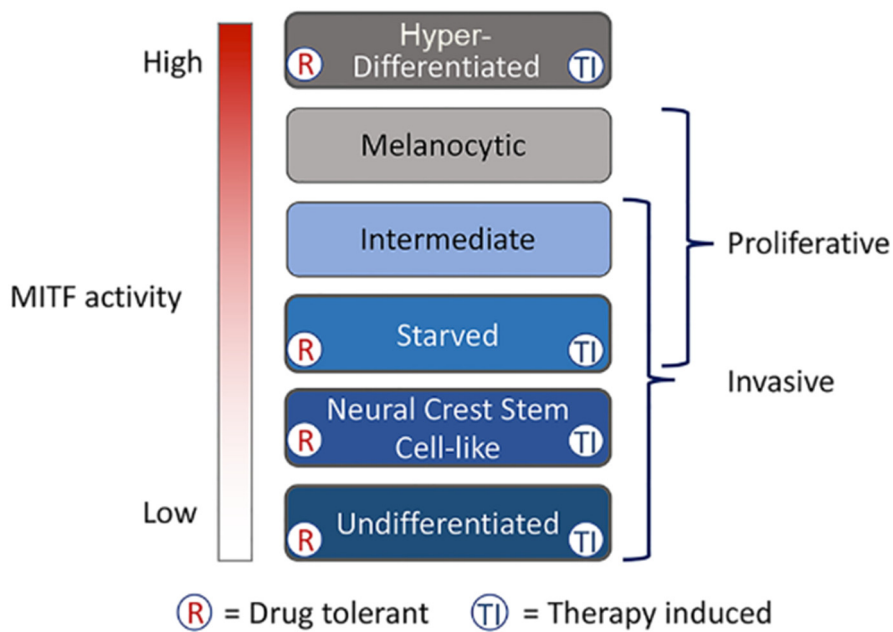 High
MITF activity
Low
Hyper-
Differentiated
R
TI
Melanocytic
Intermediate
Starved
R
TI
Neural Crest Stem
Cell-like
R
TI
Undifferentiated
R
TI
Proliferative
Invasive
R = Drug tolerant
TI = Therapy induced